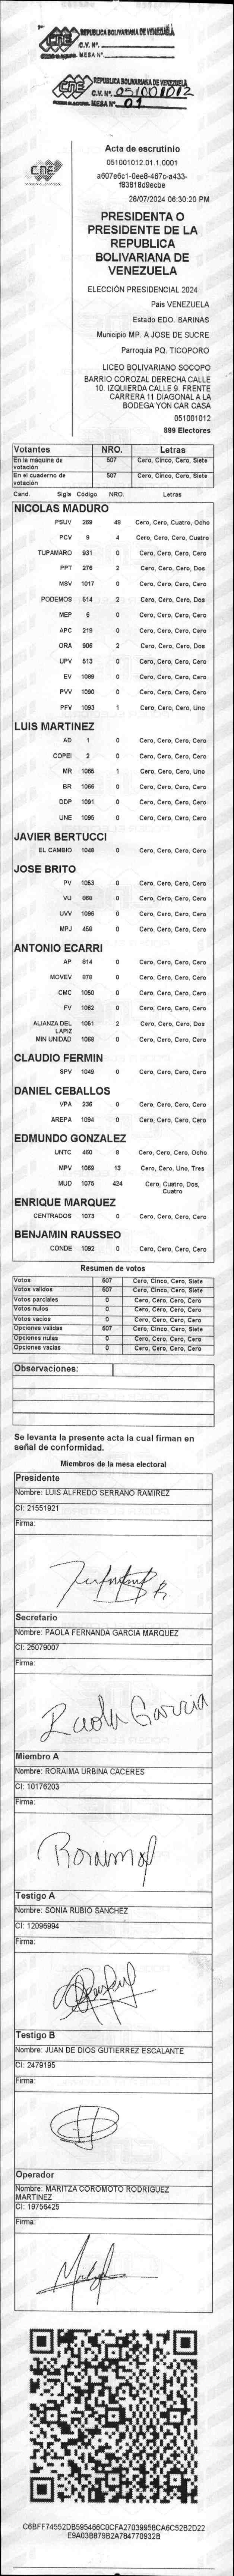 CNE REPUBLICA BOLIVARIANA DE VENEZUELA
C.V. Nº.
MESA Nº.
CNE REPUBLICA BOLIVARIANA DE VENEZUELA
C.V. Nº. 051001012
MESA Nº. 01
CNE
Acta de escrutinio
051001012.01.1.0001
a607e6c1-0ee8-467c-a433-
f83818d9ecbe
28/07/2024 06:30:20 PM
PRESIDENTA O
PRESIDENTE DE LA
REPUBLICA
BOLIVARIANA DE
VENEZUELA
ELECCIÓN PRESIDENCIAL 2024
Pais VENEZUELA
Estado EDO. BARINAS
Municipio MP. A JOSE DE SUCRE
Parroquia PQ. TICOPORO
LICEO BOLIVARIANO SOCOPO
BARRIO COROZAL DERECHA CALLE
10. IZQUIERDA CALLE 9. FRENTE
CARRERA 11 DIAGONAL A LA
BODEGA YON CAR CASA
051001012
899 Electores
Votantes NRO. Letras
En la máquina de votación 507 Cero, Cinco, Cero, Siete
En el cuaderno de votación 507 Cero, Cinco, Cero, Siete
Cand. Sigla Código NRO. Letras
NICOLAS MADURO
PSUV 269 48 Cero, Cero, Cuatro, Ocho
PCV 9 4 Cero, Cero, Cero, Cuatro
TUPAMARO 931 0 Cero, Cero, Cero, Cero
PPT 276 2 Cero, Cero, Cero, Dos
MSV 1017 0 Cero, Cero, Cero, Cero
PODEMOS 514 2 Cero, Cero, Cero, Dos
MEP 6 0 Cero, Cero, Cero, Cero
APC 219 0 Cero, Cero, Cero, Cero
ORA 906 2 Cero, Cero, Cero, Dos
UPV 513 0 Cero, Cero, Cero, Cero
EV 1089 0 Cero, Cero, Cero, Cero
PVV 1090 0 Cero, Cero, Cero, Cero
PFV 1093 1 Cero, Cero, Cero, Uno
LUIS MARTINEZ
AD 1 0 Cero, Cero, Cero, Cero
COPEI 2 0 Cero, Cero, Cero, Cero
MR 1065 1 Cero, Cero, Cero, Uno
BR 1066 0 Cero, Cero, Cero, Cero
DDP 1091 0 Cero, Cero, Cero, Cero
UNE 1095 0 Cero, Cero, Cero, Cero
JAVIER BERTUCCI
EL CAMBIO 1048 0 Cero, Cero, Cero, Cero
JOSE BRITO
PV 1053 0 Cero, Cero, Cero, Cero
VU 868 0 Cero, Cero, Cero, Cero
UVV 1096 0 Cero, Cero, Cero, Cero
MPJ 458 0 Cero, Cero, Cero, Cero
ANTONIO ECARRI
AP 814 0 Cero, Cero, Cero, Cero
MOVEV 978 0 Cero, Cero, Cero, Cero
CMC 1050 0 Cero, Cero, Cero, Cero
FV 1062 0 Cero, Cero, Cero, Cero
ALIANZA DEL LAPIZ 1051 2 Cero, Cero, Cero, Dos
MIN UNIDAD 1068 0 Cero, Cero, Cero, Cero
CLAUDIO FERMIN
SPV 1049 0 Cero, Cero, Cero, Cero
DANIEL CEBALLOS
VPA 236 0 Cero, Cero, Cero, Cero
AREPA 1094 0 Cero, Cero, Cero, Cero
EDMUNDO GONZALEZ
UNTC 460 8 Cero, Cero, Cero, Ocho
MPV 1069 13 Cero, Cero, Uno, Tres
MUD 1075 424 Cero, Cuatro, Dos, Cuatro
ENRIQUE MARQUEZ
CENTRADOS 1073 0 Cero, Cero, Cero, Cero
BENJAMIN RAUSSEO
CONDE 1092 0 Cero, Cero, Cero, Cero
Resumen de votos
Votos 507 Cero, Cinco, Cero, Siete
Votos validos 507 Cero, Cinco, Cero, Siete
Votos parciales 0 Cero, Cero, Cero, Cero
Votos nulos 0 Cero, Cero, Cero, Cero
Votos vacios 0 Cero, Cero, Cero, Cero
Opciones validas 507 Cero, Cinco, Cero, Siete
Opciones nulas 0 Cero, Cero, Cero, Cero
Opciones vacias 0 Cero, Cero, Cero, Cero
Observaciones:
Se levanta la presente acta la cual firman en
señal de conformidad.
Miembros de la mesa electoral
Presidente
Nombre: LUIS ALFREDO SERRANO RAMIREZ
CI: 21551921
Firma:
Secretario
Nombre: PAOLA FERNANDA GARCIA MARQUEZ
CI: 25079007
Firma:
Paola Garcia
Miembro A
Nombre: RORAIMA URBINA CACERES
CI: 10176203
Firma:
Testigo A
Nombre: SONIA RUBIO SANCHEZ
CI: 12096994
Firma:
Testigo B
Nombre: JUAN DE DIOS GUTIERREZ ESCALANTE
CI: 2479195
Firma:
Operador
Nombre: MARITZA COROMOTO RODRIGUEZ
MARTINEZ
CI: 19756425
Firma:
C6BFF74552DB595466C0CFA27039958CA6C52B2D22
E9A03B879B2A784770932B